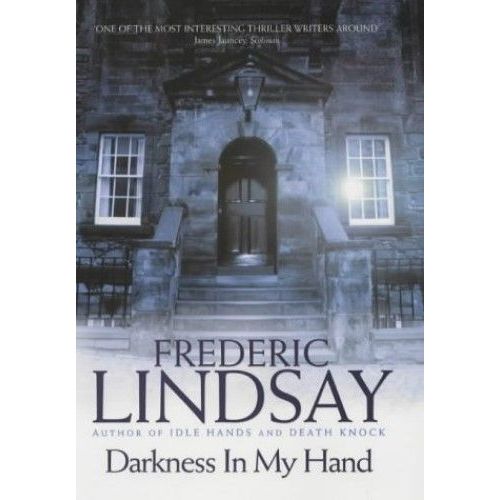 'ONE OF THE MOST INTERESTING THRILLER WRITERS AROUND'
James Jauncey, Scotsman
FREDERIC
LINDSAY
AUTHOR OF IDLE HANDS AND DEATH KNOCK
Darkness In My Hand